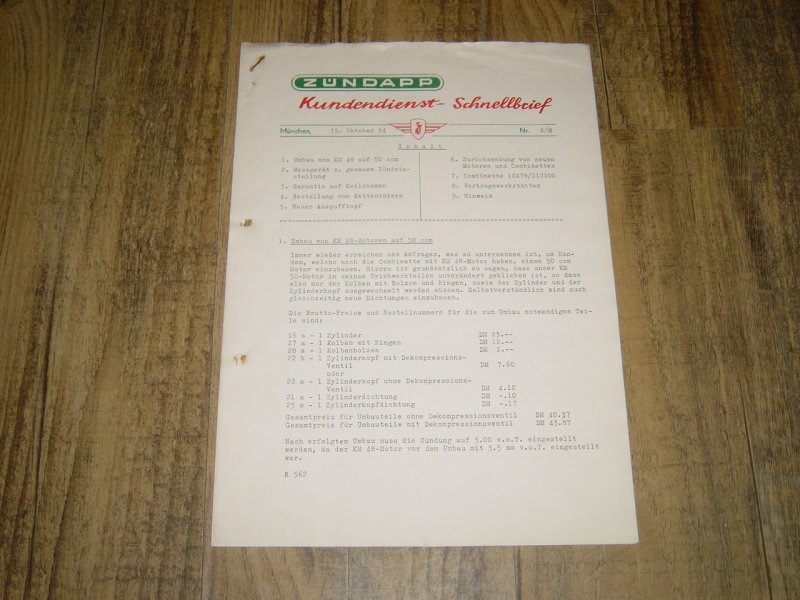 ZÜNDAPP
Kundendienst- Schnellbrief
München, 15. Oktober 54 Nr. 6/M
Inhalt
1. Umbau von KM 48 auf 50 ccm
2. Messgerät z. genauen Zündein-
stellung
3. Garantie auf Keilriemen
4. Bestellung von Kettenrädern
5. Neuer Auspufftopf
6. Zurücksendung von neuen
Motoren und Combinetten
7. Combinette 10478/117100
8. Vertragswerkstätten
9. Hinweis
1. Umbau von KM 48-Motoren auf 50 ccm
Immer wieder erreichen uns Anfragen, was zu unternehmen ist, um Kun-
den, welche noch die Combinette mit KM 48-Motor haben, einen 50 ccm
Motor einzubauen. Hierzu ist grundsätzlich zu sagen, dass unser KM
50-Motor in seinen Triebwerkteilen unverändert geblieben ist, so dass
also nur der Kolben mit Bolzen und Ringen, sowie der Zylinder und der
Zylinderkopf ausgewechselt werden müssen. Selbstverständlich sind auch
gleichzeitig neue Dichtungen einzubauen.
Die Brutto-Preise und Bestellnummern für die zum Umbau notwendigen Tei-
le sind:
16 a - 1 Zylinder DM 23.--
27 a - 1 Kolben mit Ringen DM 12.--
28 a - 1 Kolbenbolzen DM 1.--
22 b - 1 Zylinderkopf mit Dekompressions-
Ventil DM 7.60
oder
22 a - 1 Zylinderkopf ohne Dekompressions-
Ventil DM 4.10
21 a - 1 Zylinderdichtung DM -.10
25 a - 1 Zylinderkopfdichtung DM -.17
Gesamtpreis für Umbauteile ohne Dekompressionsventil DM 40.37
Gesamtpreis für Umbauteile mit Dekompressionsventil DM 43.87
Nach erfolgtem Umbau muss die Zündung auf 3.00 v.o.T. eingestellt
werden, da der KM 48-Motor vor dem Umbau mit 3.5 mm v.o.T. eingestellt
war.
R 562